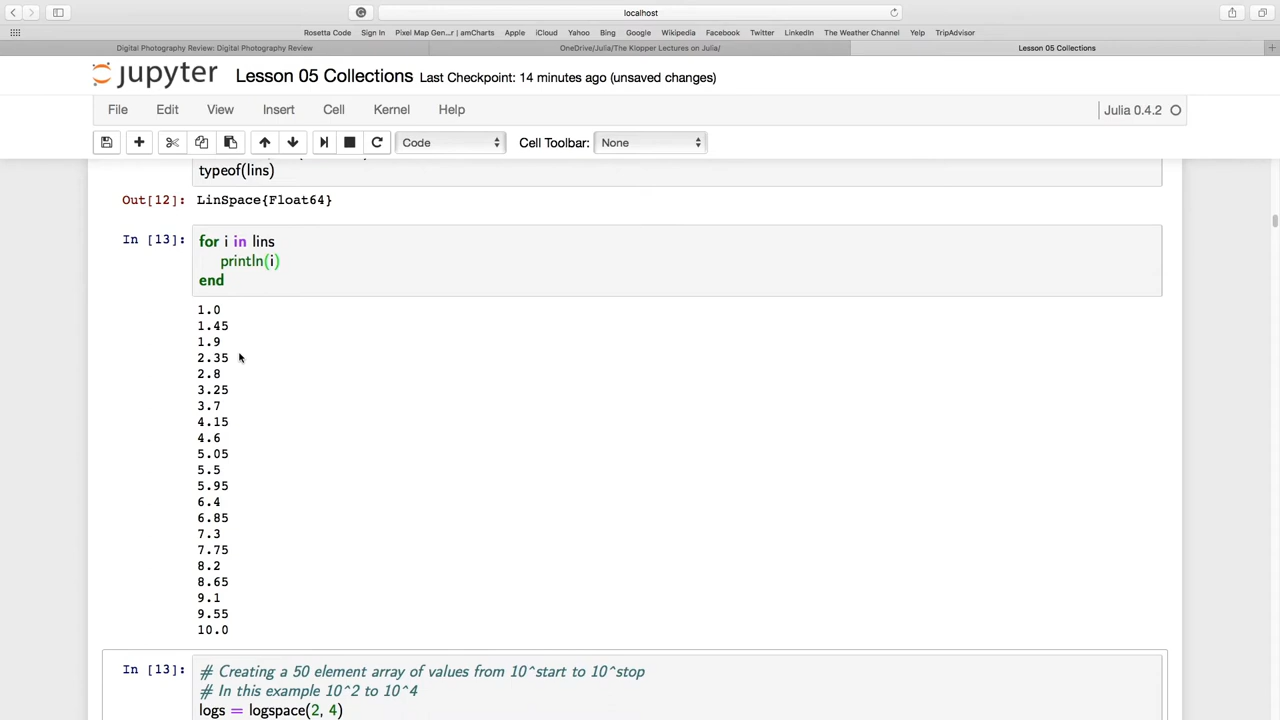 localhost
Rosetta Code Sign In Pixel Map Gen...r | amCharts Apple iCloud Yahoo Bing Google Wikipedia Facebook Twitter LinkedIn The Weather Channel Yelp TripAdvisor
Digital Photography Review: Digital Photography Review OneDrive/Julia/The Klopper Lectures on Julia/ Lesson 05 Collections
jupyter Lesson 05 Collections Last Checkpoint: 14 minutes ago (unsaved changes)
File Edit View Insert Cell Kernel Help Julia 0.4.2
Code Cell Toolbar: None
typeof(lins)
Out[12]: LinSpace{Float64}
In [13]: for i in lins
println(i)
end
1.0
1.45
1.9
2.35
2.8
3.25
3.7
4.15
4.6
5.05
5.5
5.95
6.4
6.85
7.3
7.75
8.2
8.65
9.1
9.55
10.0
In [13]: # Creating a 50 element array of values from 10^start to 10^stop
# In this example 10^2 to 10^4
logs = logspace(2, 4)